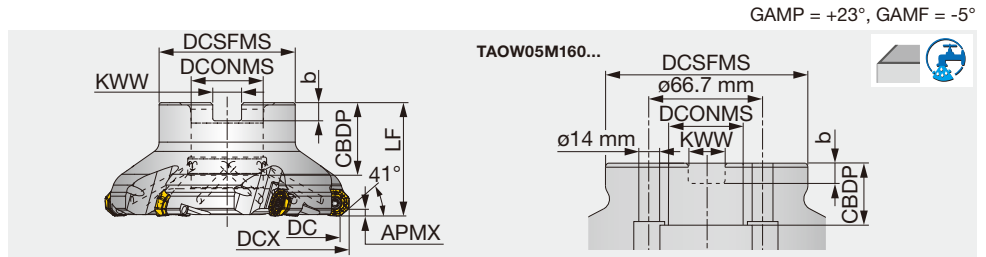 GAMP = +23°, GAMF = -5°
DCSFMS
DCONMS
KWW
b
CBDP
LF
41°
DC
DCX
APMX
TAOW05M160...
DCSFMS
ø66.7 mm
DCONMS
ø14 mm
KWW
b
CBDP